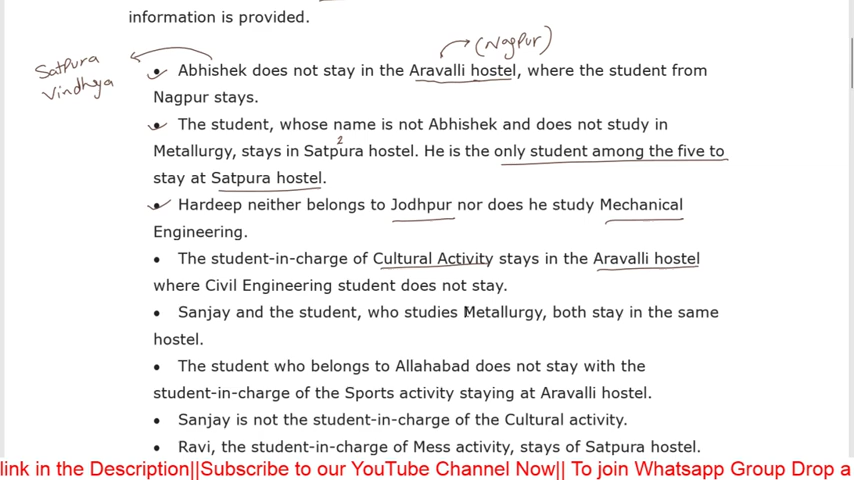 information is provided.
(Nagpur)
Satpura
Vindhya
• Abhishek does not stay in the Aravalli hostel, where the student from
Nagpur stays.
• The student, whose name is not Abhishek and does not study in
2
Metallurgy, stays in Satpura hostel. He is the only student among the five to
stay at Satpura hostel.
• Hardeep neither belongs to Jodhpur nor does he study Mechanical
Engineering.
• The student-in-charge of Cultural Activity stays in the Aravalli hostel
where Civil Engineering student does not stay.
• Sanjay and the student, who studies Metallurgy, both stay in the same
hostel.
• The student who belongs to Allahabad does not stay with the
student-in-charge of the Sports activity staying at Aravalli hostel.
• Sanjay is not the student-in-charge of the Cultural activity.
• Ravi, the student-in-charge of Mess activity, stays of Satpura hostel.
link in the Description||Subscribe to our YouTube Channel Now|| To join Whatsapp Group Drop a